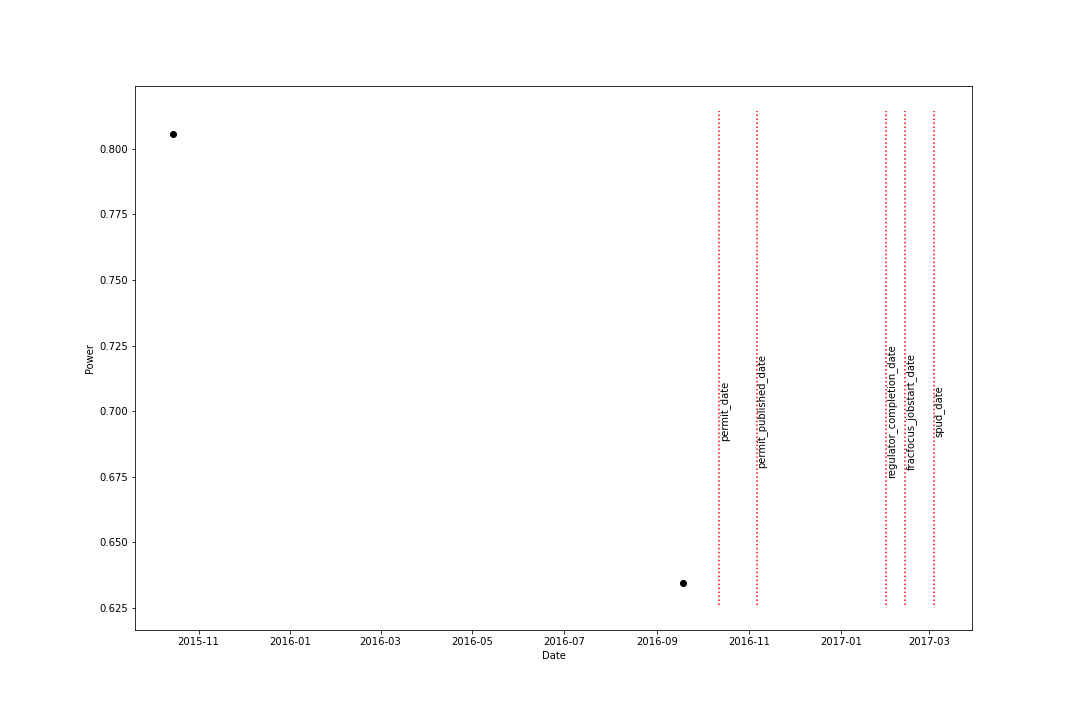 0.800
0.775
0.750
0.725
0.700
0.675
0.650
0.625
Power
permit_date
permit_published_date
regulator_completion_date
fracfocus_jobstart_date
spud_date
2015-11
2016-01
2016-03
2016-05
2016-07
2016-09
2016-11
2017-01
2017-03
Date